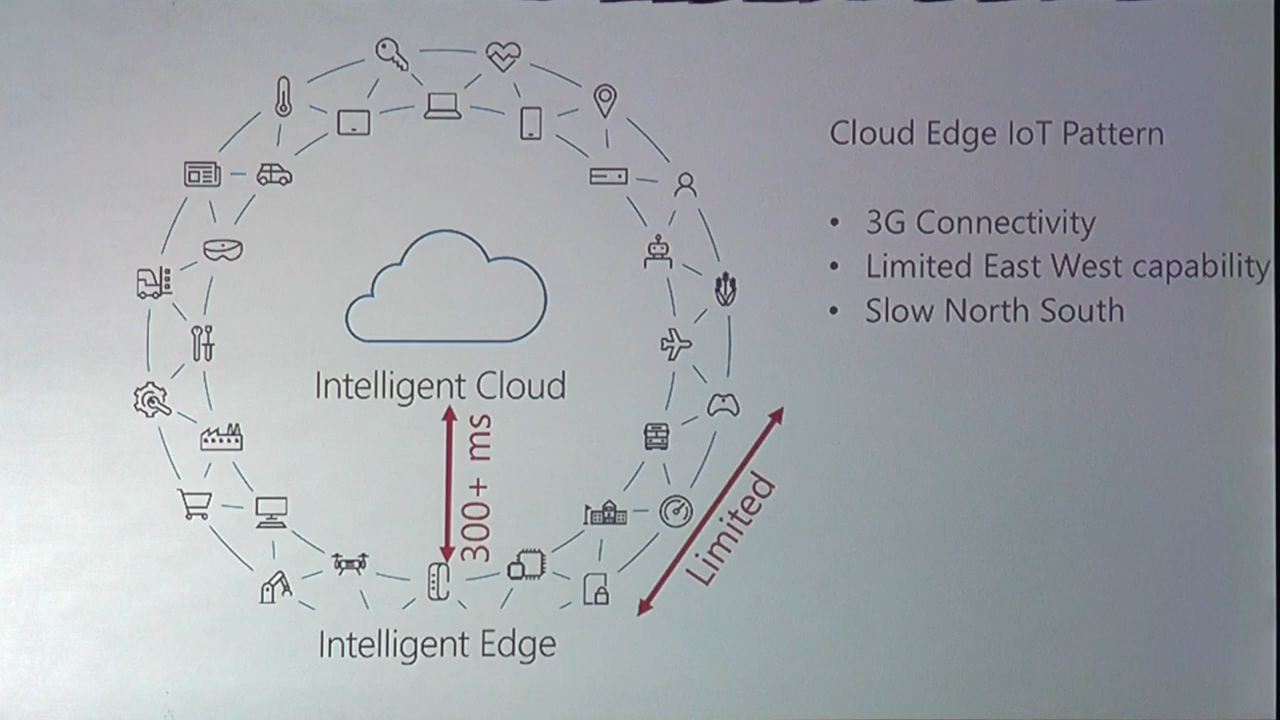 Cloud Edge IoT Pattern
• 3G Connectivity
• Limited East West capability
• Slow North South
Intelligent Cloud
300+ ms
Limited
Intelligent Edge